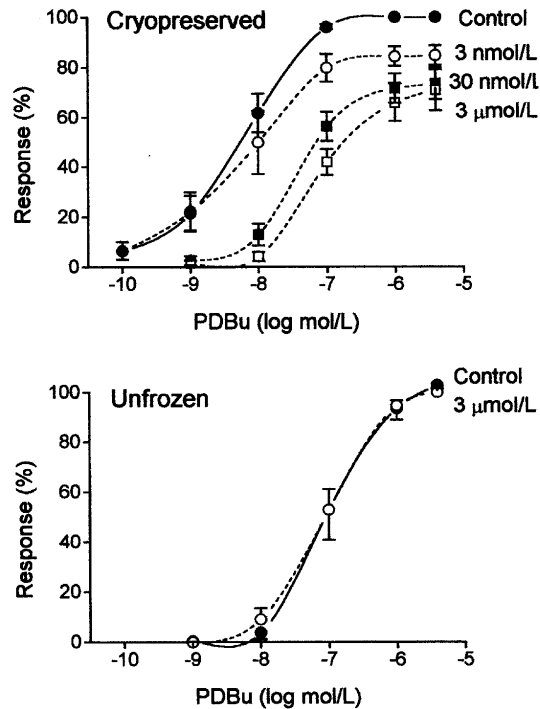 Cryopreserved
Control
3 nmol/L
30 nmol/L
3 μmol/L
Response (%)
100
80
60
40
20
0
-10 -9 -8 -7 -6 -5
PDBu (log mol/L)
Unfrozen
Control
3 μmol/L
Response (%)
100
80
60
40
20
0
-10 -9 -8 -7 -6 -5
PDBu (log mol/L)